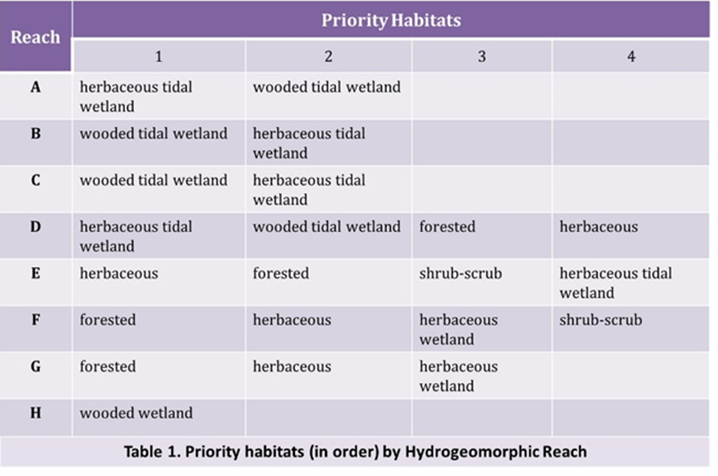 Reach
Priority Habitats
1 2 3 4
A herbaceous tidal wooded tidal wetland
wetland
B wooded tidal wetland herbaceous tidal
wetland
C wooded tidal wetland herbaceous tidal
wetland
D herbaceous tidal wooded tidal wetland forested herbaceous
wetland
E herbaceous forested shrub-scrub herbaceous tidal
wetland
F forested herbaceous herbaceous shrub-scrub
wetland
G forested herbaceous herbaceous
wetland
H wooded wetland
Table 1. Priority habitats (in order) by Hydrogeomorphic Reach